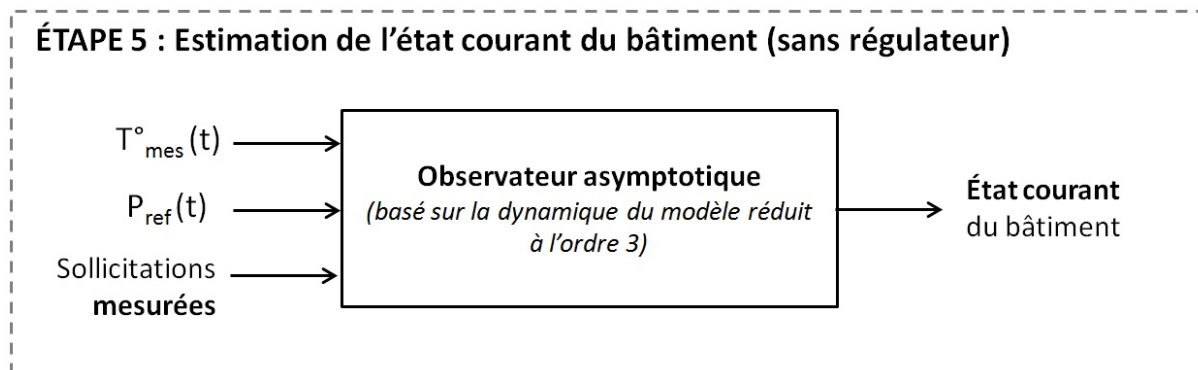 ÉTAPE 5 : Estimation de l’état courant du bâtiment (sans régulateur)
T°mes (t)
Pref (t)
Sollicitations
mesurées
Observateur asymptotique
(basé sur la dynamique du modèle réduit
à l’ordre 3)
État courant
du bâtiment